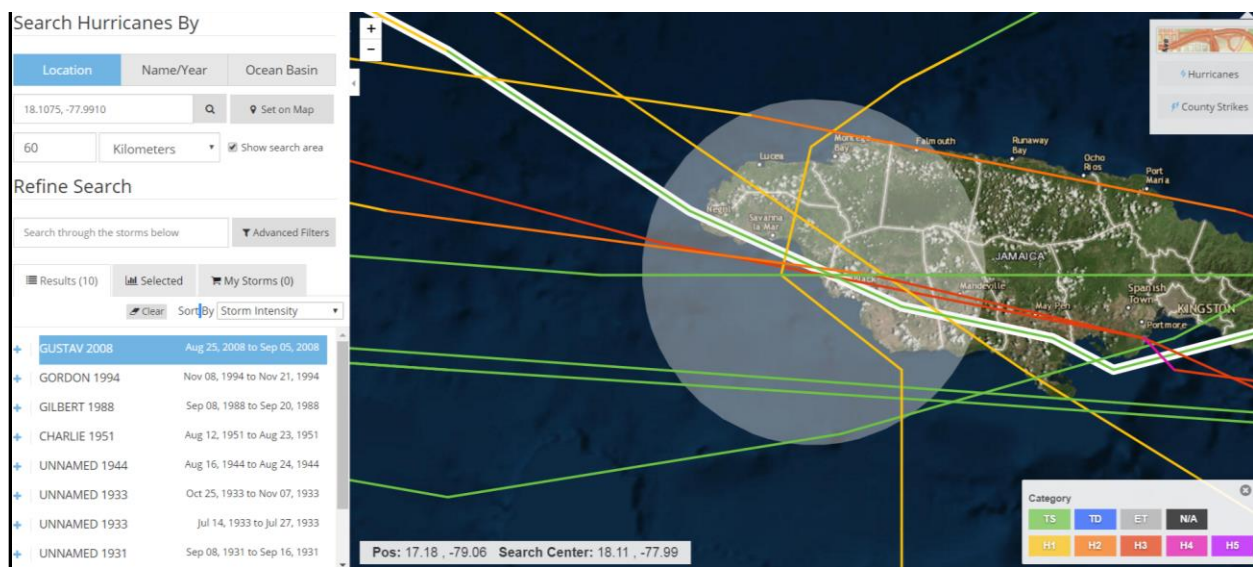 Search Hurricanes By
Location
Name/Year
Ocean Basin
18.1075, -77.9910
Set on Map
60
Kilometers
Show search area
Refine Search
Search through the storms below
Advanced Filters
Results (10)
Selected
My Storms (0)
Clear
Sort By
Storm Intensity
GUSTAV 2008 Aug 25, 2008 to Sep 05, 2008
GORDON 1994 Nov 08, 1994 to Nov 21, 1994
GILBERT 1988 Sep 08, 1988 to Sep 20, 1988
CHARLIE 1951 Aug 12, 1951 to Aug 23, 1951
UNNAMED 1944 Aug 16, 1944 to Aug 24, 1944
UNNAMED 1933 Oct 25, 1933 to Nov 07, 1933
UNNAMED 1933 Jul 14, 1933 to Jul 27, 1933
UNNAMED 1931 Sep 08, 1931 to Sep 16, 1931
+
−
Hurricanes
County Strikes
Lucea
Montego
Bay
Falmouth
Runaway
Bay
Ocho
Rios
Port
Maria
Negril
Savanna
la Mar
JAMAICA
Mandeville
May Pen
Spanish
Town
KINGSTON
Portmore
Pos: 17.18 , -79.06 Search Center: 18.11 , -77.99
Category
TS
TD
ET
N/A
H1
H2
H3
H4
H5